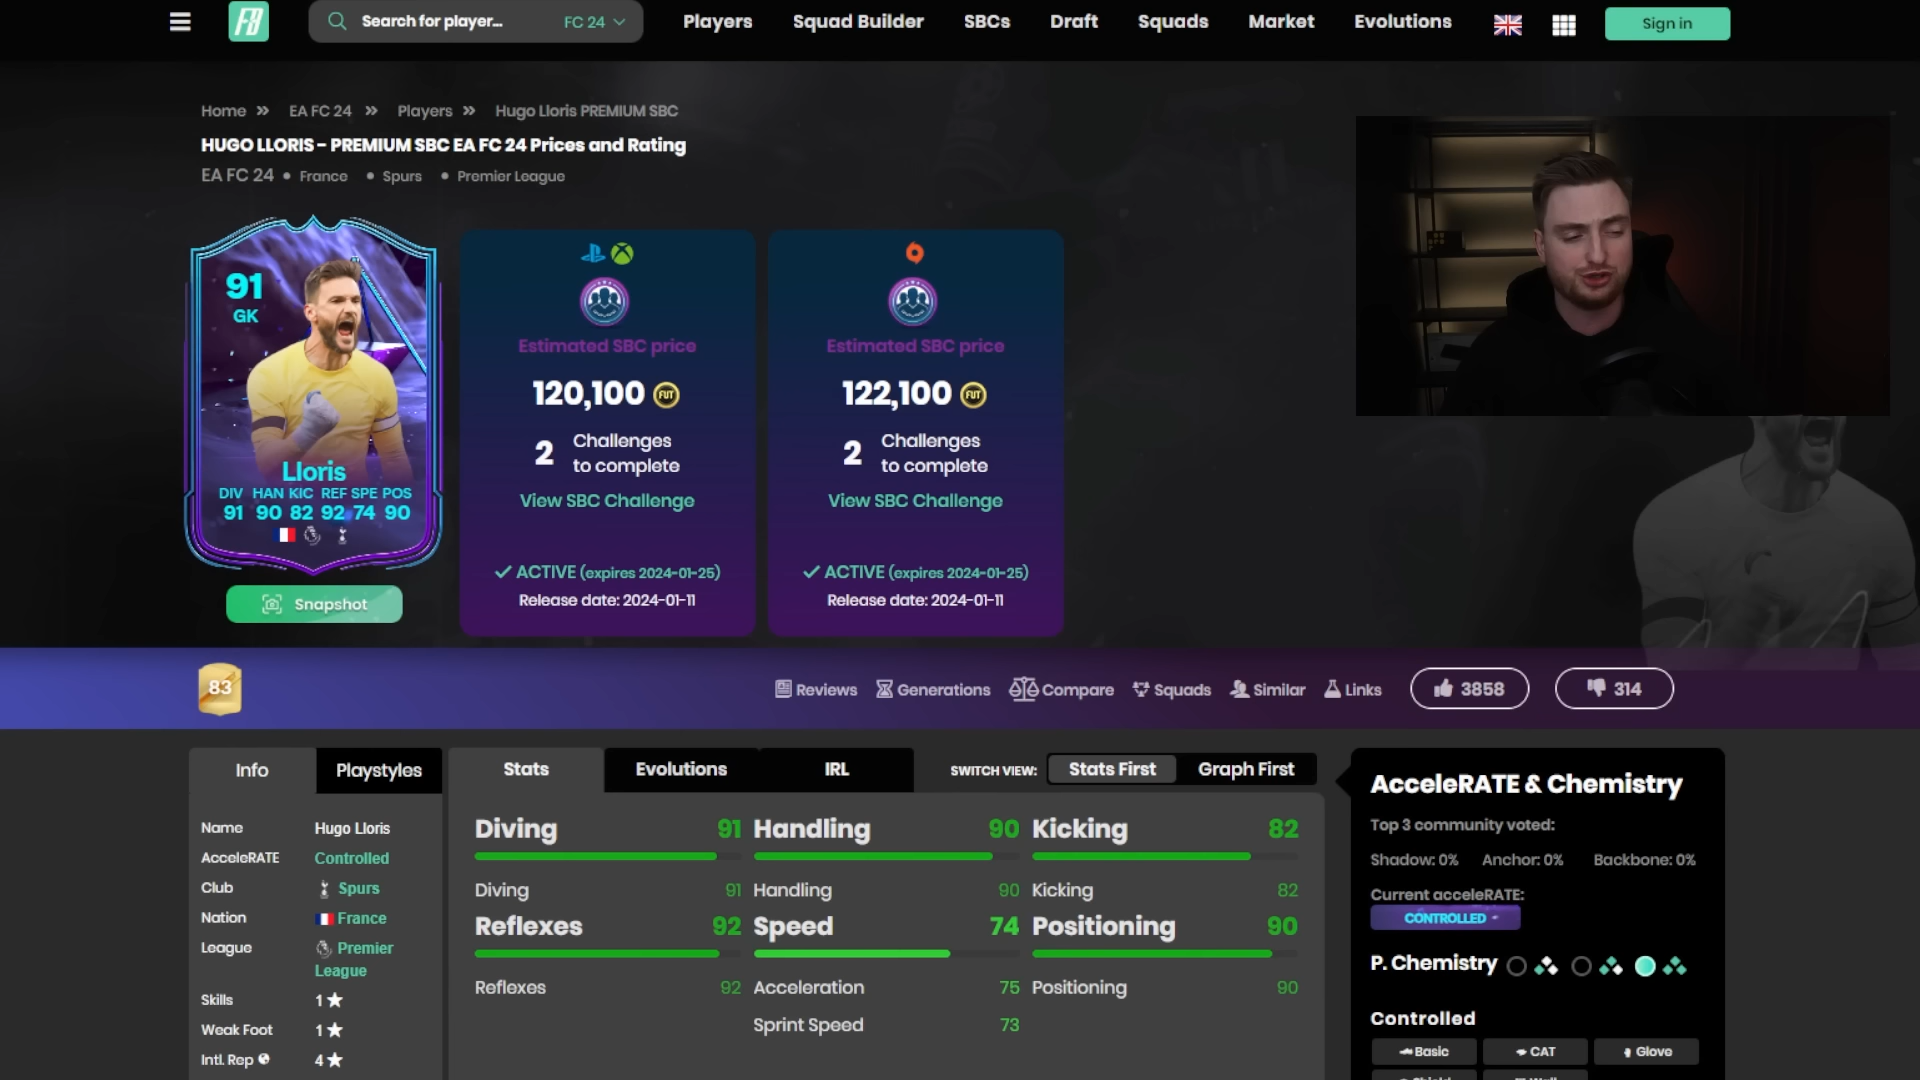 Search for player...
FC 24
Players
Squad Builder
SBCs
Draft
Squads
Market
Evolutions
Sign in
Home » EA FC 24 » Players » Hugo Lloris PREMIUM SBC
HUGO LLORIS - PREMIUM SBC EA FC 24 Prices and Rating
EA FC 24 • France • Spurs • Premier League
91
GK
Lloris
DIV HAN KIC REF SPE POS
91 90 82 92 74 90
Snapshot
Estimated SBC price
120,100 FUT
2 Challenges
to complete
View SBC Challenge
ACTIVE (expires 2024-01-25)
Release date: 2024-01-11
Estimated SBC price
122,100 FUT
2 Challenges
to complete
View SBC Challenge
ACTIVE (expires 2024-01-25)
Release date: 2024-01-11
83
Reviews
Generations
Compare
Squads
Similar
Links
3858
314
Info
Playstyles
Name Hugo Lloris
AcceleRATE Controlled
Club Spurs
Nation France
League Premier
League
Skills 1★
Weak Foot 1★
Intl. Rep 4★
Stats
Evolutions
IRL
SWITCH VIEW:
Stats First
Graph First
Diving 91
Handling 90
Kicking 82
Diving 91
Handling 90
Kicking 82
Reflexes 92
Speed 74
Positioning 90
Reflexes 92
Acceleration 75
Positioning 90
Sprint Speed 73
AcceleRATE & Chemistry
Top 3 community voted:
Shadow: 0% Anchor: 0% Backbone: 0%
Current acceleRATE:
CONTROLLED -
P. Chemistry
Controlled
Basic
CAT
Glove